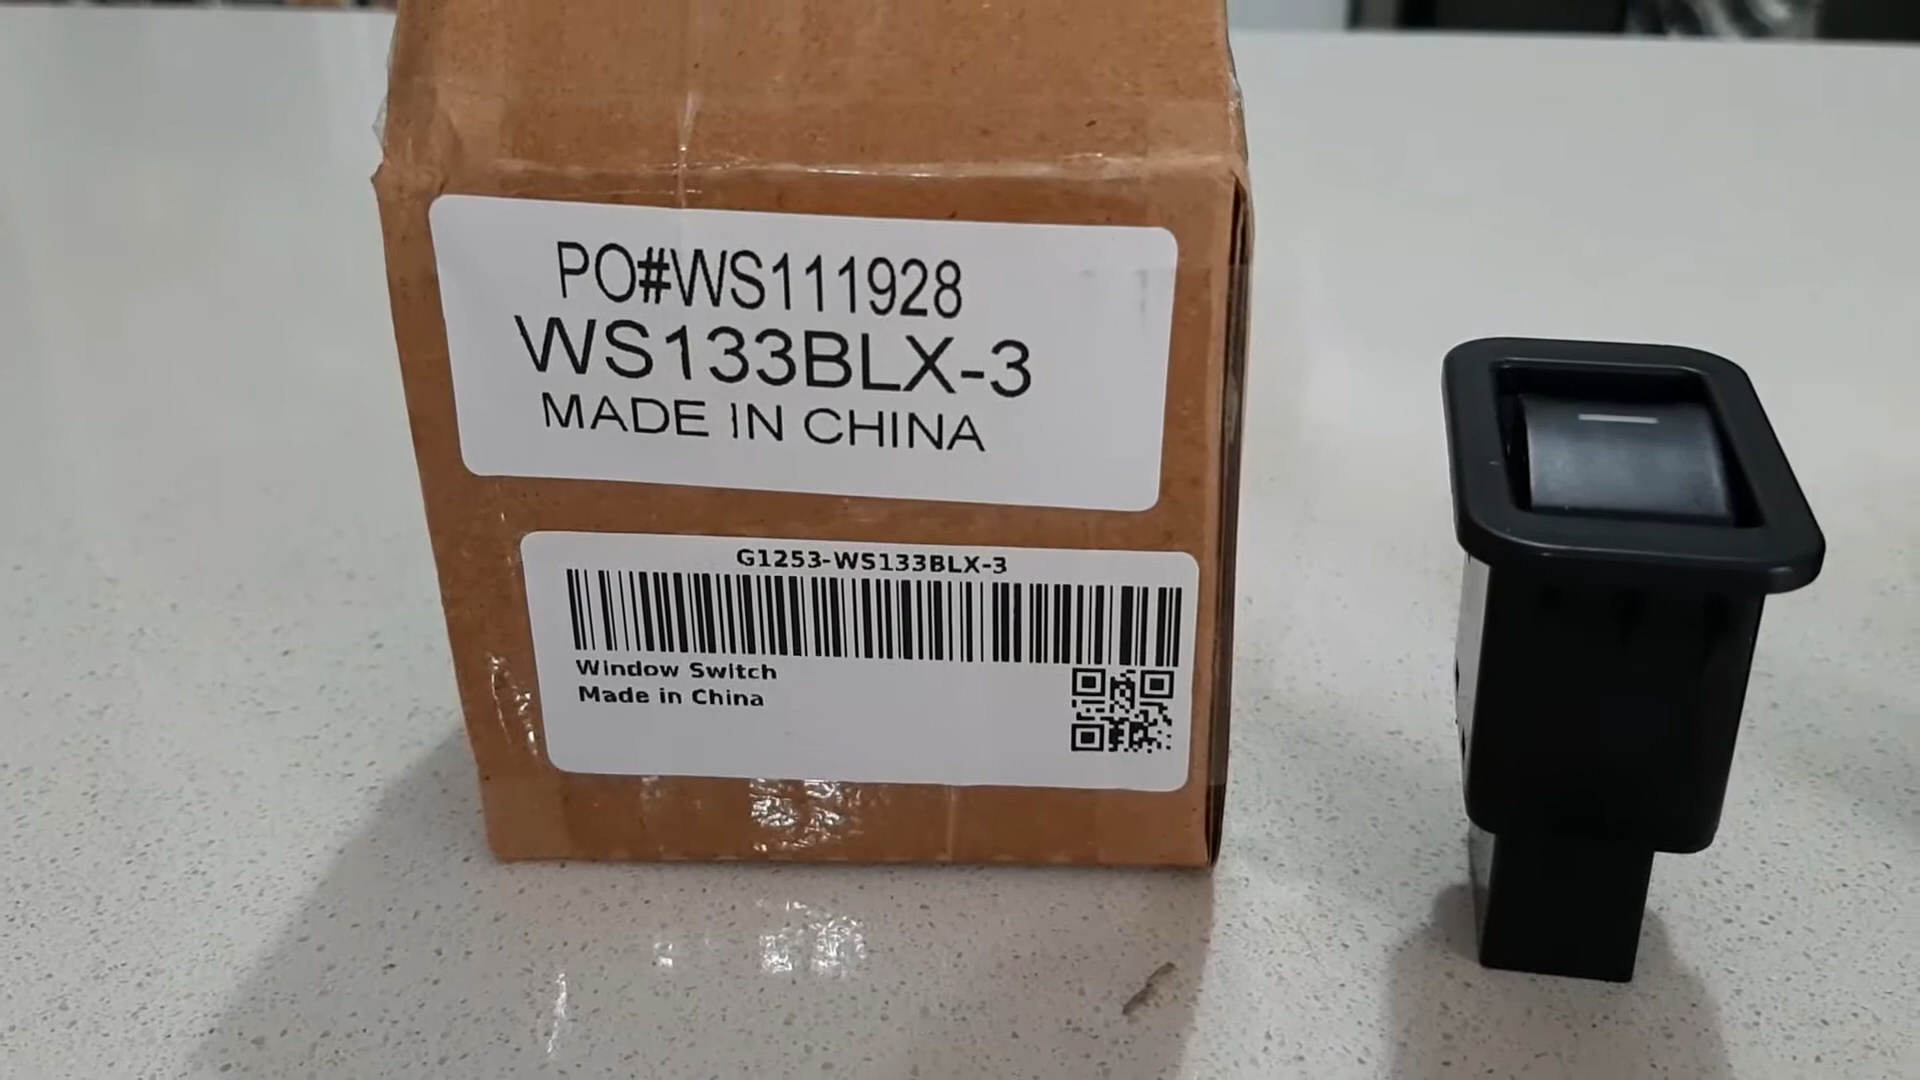 PO#WS111928
WS133BLX-3
MADE IN CHINA
G1253-WS133BLX-3
Window Switch
Made in China